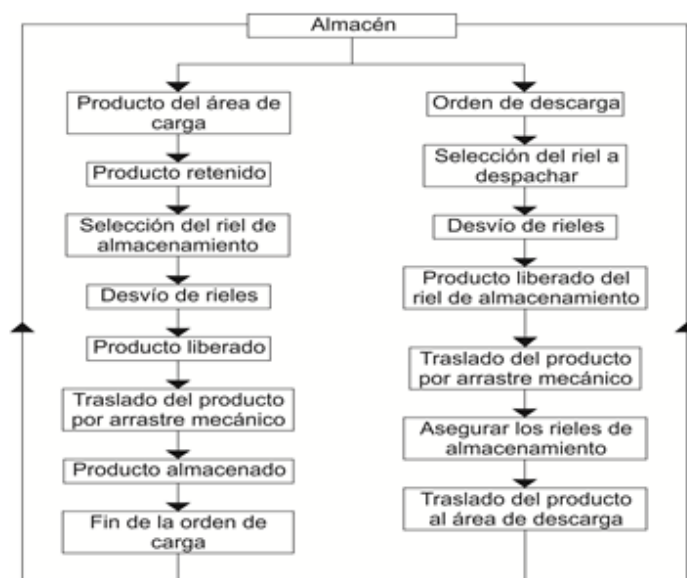 Almacén
Producto del área de
carga
Producto retenido
Selección del riel de
almacenamiento
Desvío de rieles
Producto liberado
Traslado del producto
por arrastre mecánico
Producto almacenado
Fin de la orden de
carga
Orden de descarga
Selección del riel a
despachar
Desvío de rieles
Producto liberado del
riel de almacenamiento
Traslado del producto
por arrastre mecánico
Asegurar los rieles de
almacenamiento
Traslado del producto
al área de descarga